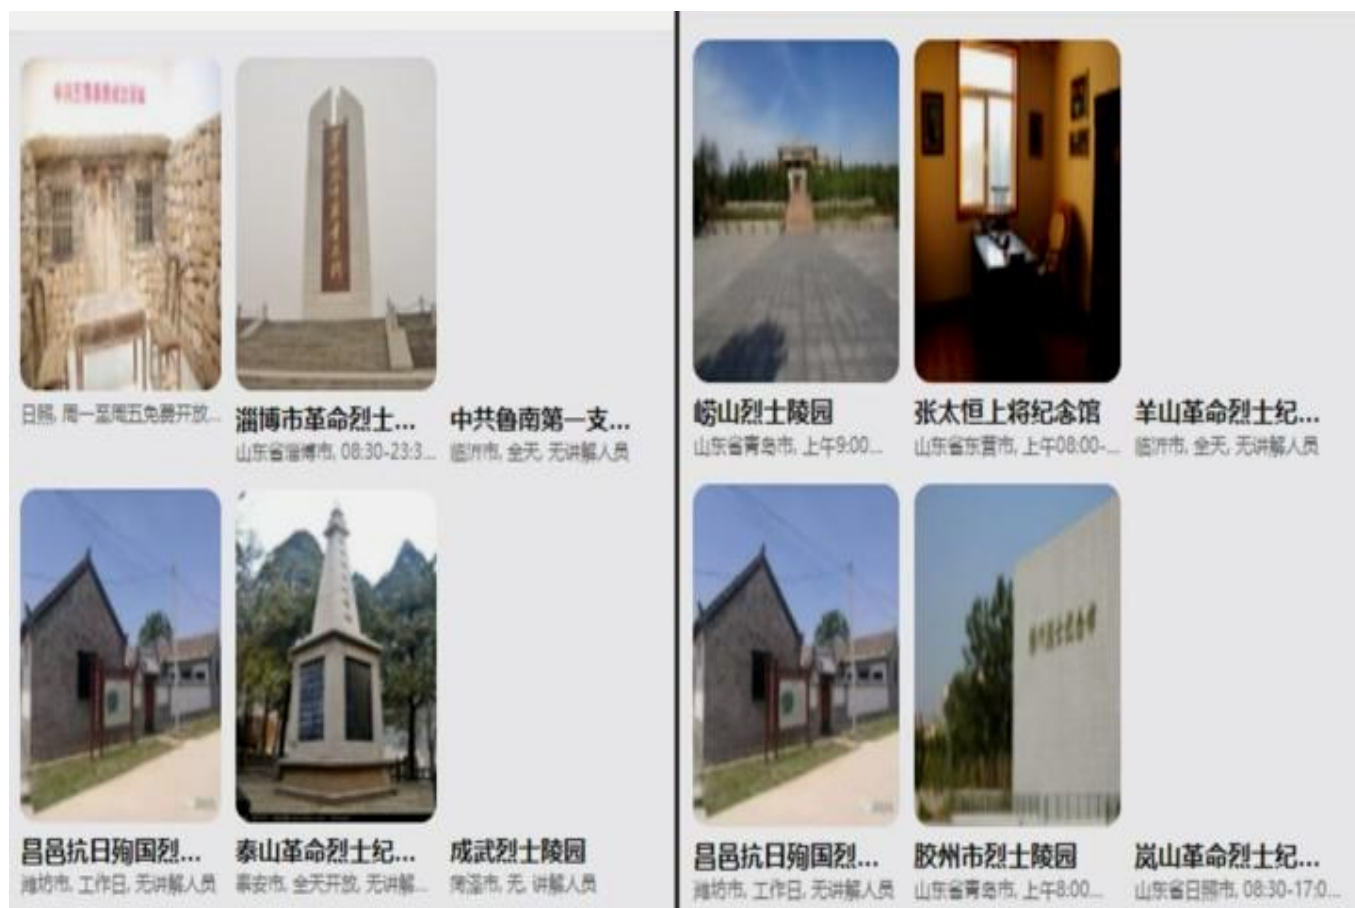 日照, 周一至周五免费开放...
淄博市革命烈士...
山东省淄博市, 08:30-23:3...
中共鲁南第一支...
临沂市, 全天, 无讲解人员
昌邑抗日殉国烈...
潍坊市, 工作日, 无讲解人员
泰山革命烈士纪...
泰安市, 全天开放, 无讲解...
成武烈士陵园
菏泽市, 无, 讲解人员
崂山烈士陵园
山东省青岛市, 上午9:00...
张太恒上将纪念馆
山东省东营市, 上午08:00-...
羊山革命烈士纪...
临沂市, 全天, 无讲解人员
昌邑抗日殉国烈...
潍坊市, 工作日, 无讲解人员
胶州市烈士陵园
山东省青岛市, 上午8:00...
岚山革命烈士纪...
山东省日照市, 08:30-17:0...